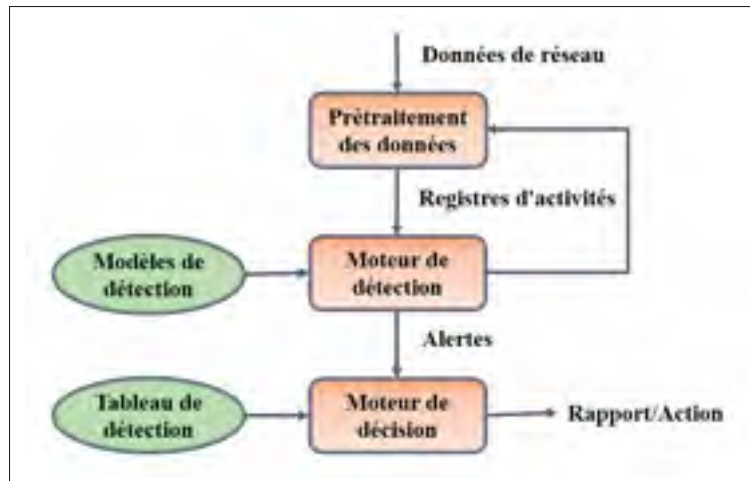 Données de réseau
Prétraitement
des données
Registres d'activités
Modèles de
détection
Moteur de
détection
Alertes
Tableau de
détection
Moteur de
décision
Rapport/Action